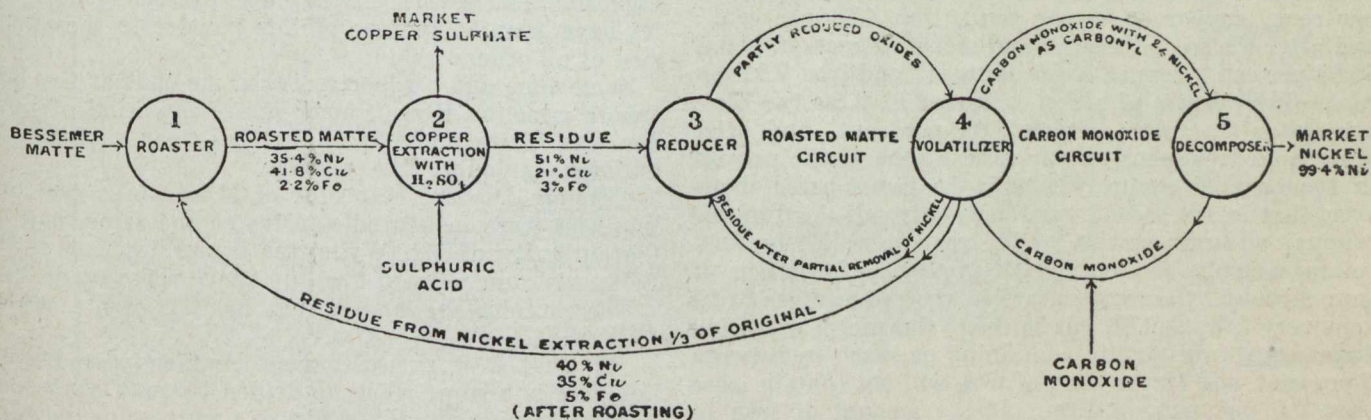 MARKET
COPPER SULPHATE
BESSEMER
MATTE
1
ROASTER
ROASTED MATTE
35.4% Ni
41.8% Cu
2.2% Fe
2
COPPER
EXTRACTION
WITH
H₂SO₄
SULPHURIC
ACID
RESIDUE
51% Ni
21% Cu
3% Fe
3
REDUCER
PARTLY REDUCED OXIDES
ROASTED MATTE
CIRCUIT
RESIDUE AFTER PARTIAL REMOVAL OF NICKEL
4
VOLATILIZER
CARBON MONOXIDE WITH 2% NICKEL
AS CARBONYL
CARBON MONOXIDE
CIRCUIT
CARBON MONOXIDE
CARBON
MONOXIDE
5
DECOMPOSER
MARKET
NICKEL
99.4% Ni
RESIDUE FROM NICKEL EXTRACTION 1/3 OF ORIGINAL
40% Ni
35% Cu
5% Fe
(AFTER ROASTING)